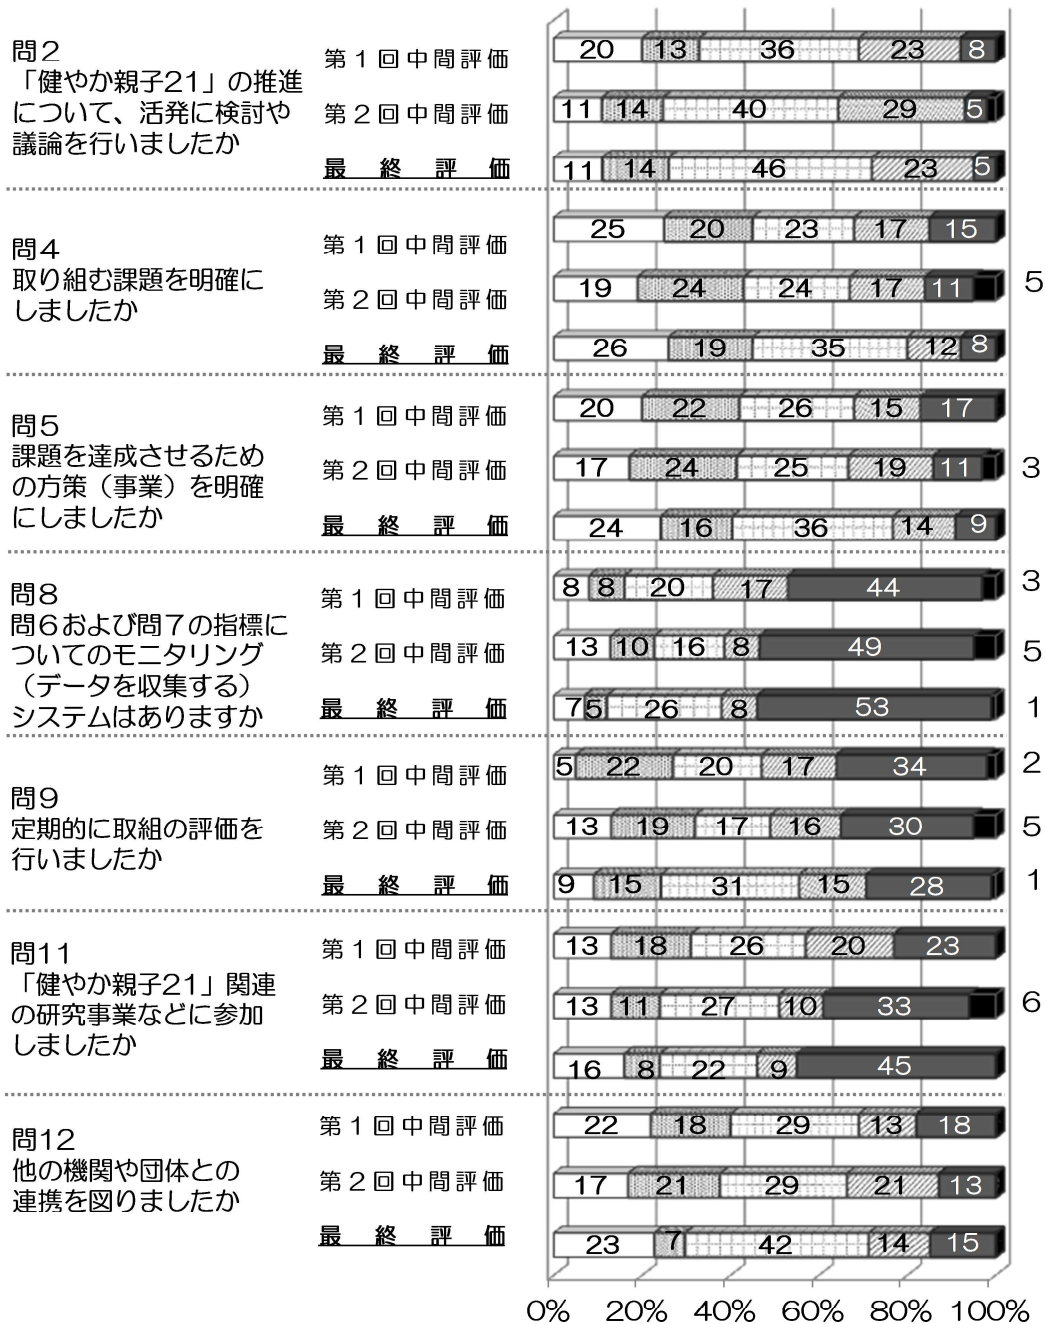 問2
「健やか親子21」の推進
について、活発に検討や
議論を行いましたか
第1回中間評価 20 13 36 23 8
第2回中間評価 11 14 40 29 5
最終評価 11 14 46 23 5
問4
取り組む課題を明確に
しましたか
第1回中間評価 25 20 23 17 15
第2回中間評価 19 24 24 17 11 5
最終評価 26 19 35 12 8
問5
課題を達成させるため
の方策（事業）を明確
にしましたか
第1回中間評価 20 22 26 15 17
第2回中間評価 17 24 25 19 11 3
最終評価 24 16 36 14 9
問8
問6および問7の指標に
ついてのモニタリング
（データを収集する）
システムはありますか
第1回中間評価 8 8 20 17 44 3
第2回中間評価 13 10 16 8 49 5
最終評価 7 5 26 8 53 1
問9
定期的に取組の評価を
行いましたか
第1回中間評価 5 22 20 17 34 2
第2回中間評価 13 19 17 16 30 5
最終評価 9 15 31 15 28 1
問11
「健やか親子21」関連
の研究事業などに参加
しましたか
第1回中間評価 13 18 26 20 23
第2回中間評価 13 11 27 10 33 6
最終評価 16 8 22 9 45
問12
他の機関や団体との
連携を図りましたか
第1回中間評価 22 18 29 13 18
第2回中間評価 17 21 29 21 13
最終評価 23 7 42 14 15
0% 20% 40% 60% 80% 100%